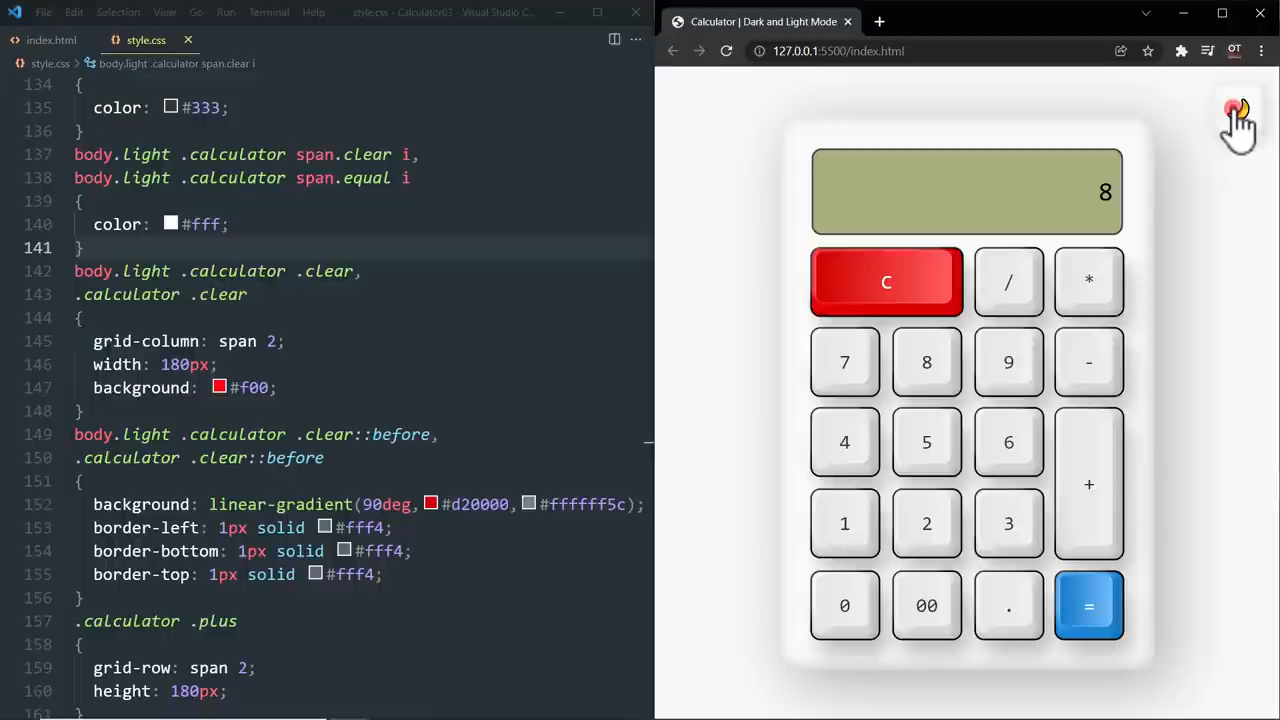 File Edit Selection View Go Run Terminal Help style.css - Calculator03 - Visual Studio C...
index.html style.css
style.css > body.light .calculator span.clear i
134 {
135 color: #333;
136 }
137 body.light .calculator span.clear i,
138 body.light .calculator span.equal i
139 {
140 color: #fff;
141 }
142 body.light .calculator .clear,
143 .calculator .clear
144 {
145 grid-column: span 2;
146 width: 180px;
147 background: #f00;
148 }
149 body.light .calculator .clear::before,
150 .calculator .clear::before
151 {
152 background: linear-gradient(90deg, #d20000, #ffffff5c);
153 border-left: 1px solid #fff4;
154 border-bottom: 1px solid #fff4;
155 border-top: 1px solid #fff4;
156 }
157 .calculator .plus
158 {
159 grid-row: span 2;
160 height: 180px;
161 }
Calculator | Dark and Light Mode
127.0.0.1:5500/index.html
OT
8
C / *
7 8 9 -
4 5 6
+
1 2 3
0 00 . =